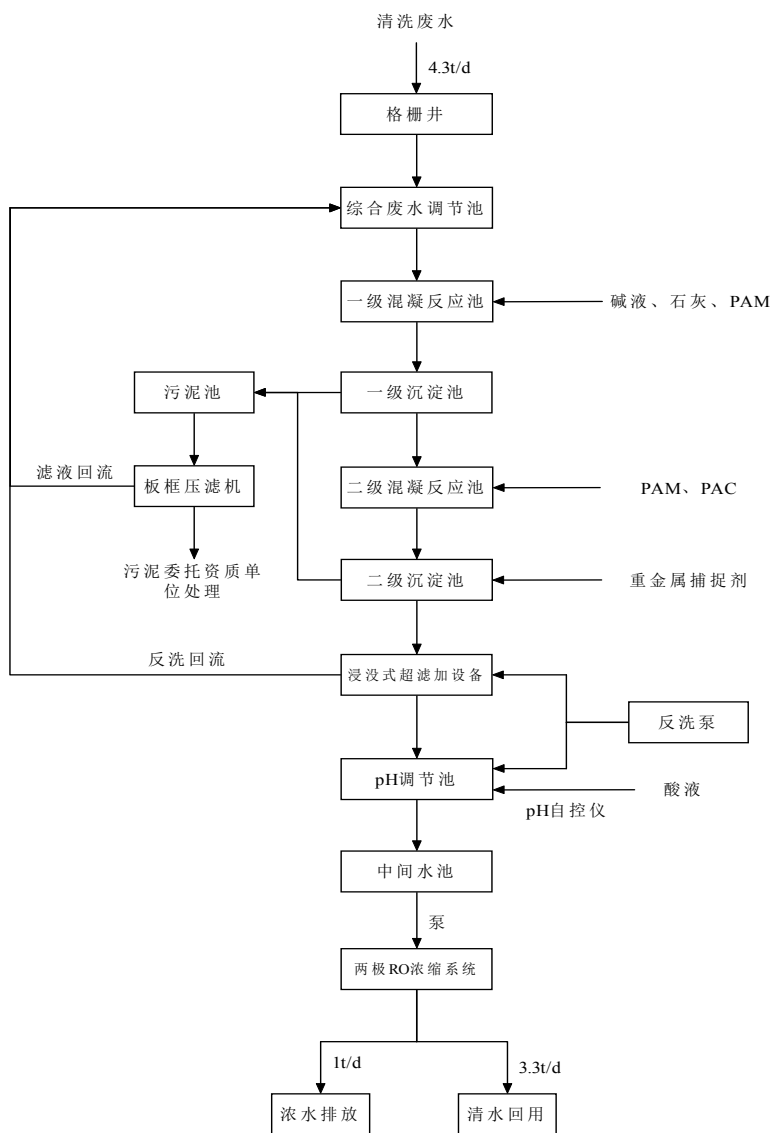 清洗废水
4.3t/d
格栅井
综合废水调节池
一级混凝反应池
碱液、石灰、PAM
污泥池
一级沉淀池
滤液回流
板框压滤机
二级混凝反应池
PAM、PAC
污泥委托资质单
位处理
二级沉淀池
重金属捕捉剂
反洗回流
浸没式超滤加设备
反洗泵
pH调节池
酸液
pH自控仪
中间水池
泵
两极RO浓缩系统
1t/d
3.3t/d
浓水排放
清水回用